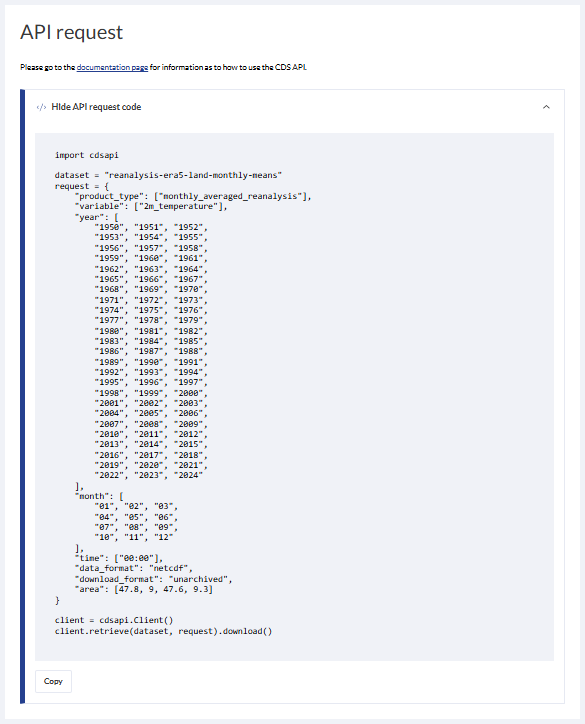 API request
Please go to the documentation page for information as to how to use the CDS API.
</> HIde API request code
import cdsapi
dataset = "reanalysis-era5-land-monthly-means"
request = {
"product_type": ["monthly_averaged_reanalysis"],
"variable": ["2m_temperature"],
"year": [
"1950", "1951", "1952",
"1953", "1954", "1955",
"1956", "1957", "1958",
"1959", "1960", "1961",
"1962", "1963", "1964",
"1965", "1966", "1967",
"1968", "1969", "1970",
"1971", "1972", "1973",
"1974", "1975", "1976",
"1977", "1978", "1979",
"1980", "1981", "1982",
"1983", "1984", "1985",
"1986", "1987", "1988",
"1989", "1990", "1991",
"1992", "1993", "1994",
"1995", "1996", "1997",
"1998", "1999", "2000",
"2001", "2002", "2003",
"2004", "2005", "2006",
"2007", "2008", "2009",
"2010", "2011", "2012",
"2013", "2014", "2015",
"2016", "2017", "2018",
"2019", "2020", "2021",
"2022", "2023", "2024"
],
"month": [
"01", "02", "03",
"04", "05", "06",
"07", "08", "09",
"10", "11", "12"
],
"time": ["00:00"],
"data_format": "netcdf",
"download_format": "unarchived",
"area": [47.8, 9, 47.6, 9.3]
}
client = cdsapi.Client()
client.retrieve(dataset, request).download()
Copy